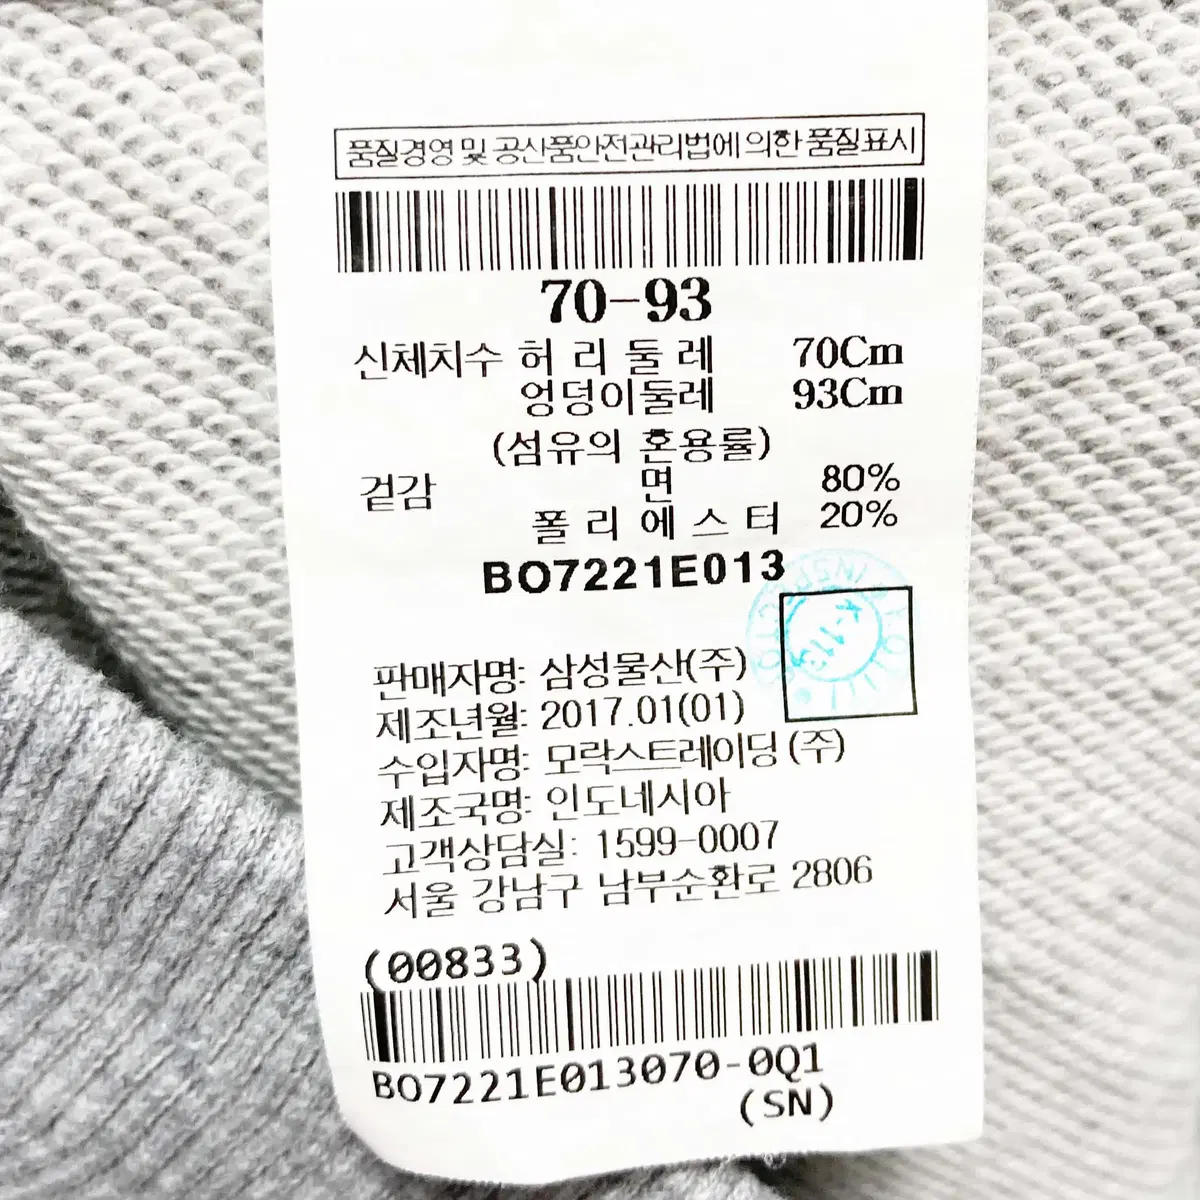 품질경영 및 공산품안전관리법에 의한 품질표시
70-93
신체치수 허 리 둘 레 70Cm
엉덩이둘레 93Cm
(섬유의 혼용률)
겉감 면 80%
폴 리 에 스 터 20%
BO7221E013
K-113
판매자명: 삼성물산(주)
제조년월: 2017.01(01)
수입자명: 모락스트레이딩(주)
제조국명: 인도네시아
고객상담실: 1599-0007
서울 강남구 남부순환로 2806
(00833)
BO7221E013070-0Q1
(SN)